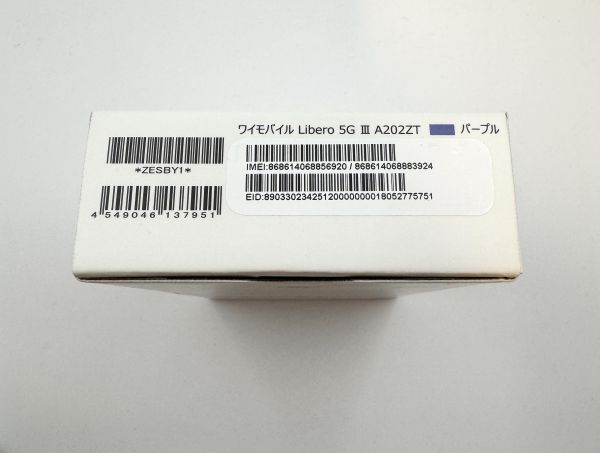 ワイモバイル Libero 5G Ⅲ A202ZT パープル
*ZESBY1*
IMEI:868614068856920 / 868614068883924
EID:89033023425120000000018052775751
4 549046 137951